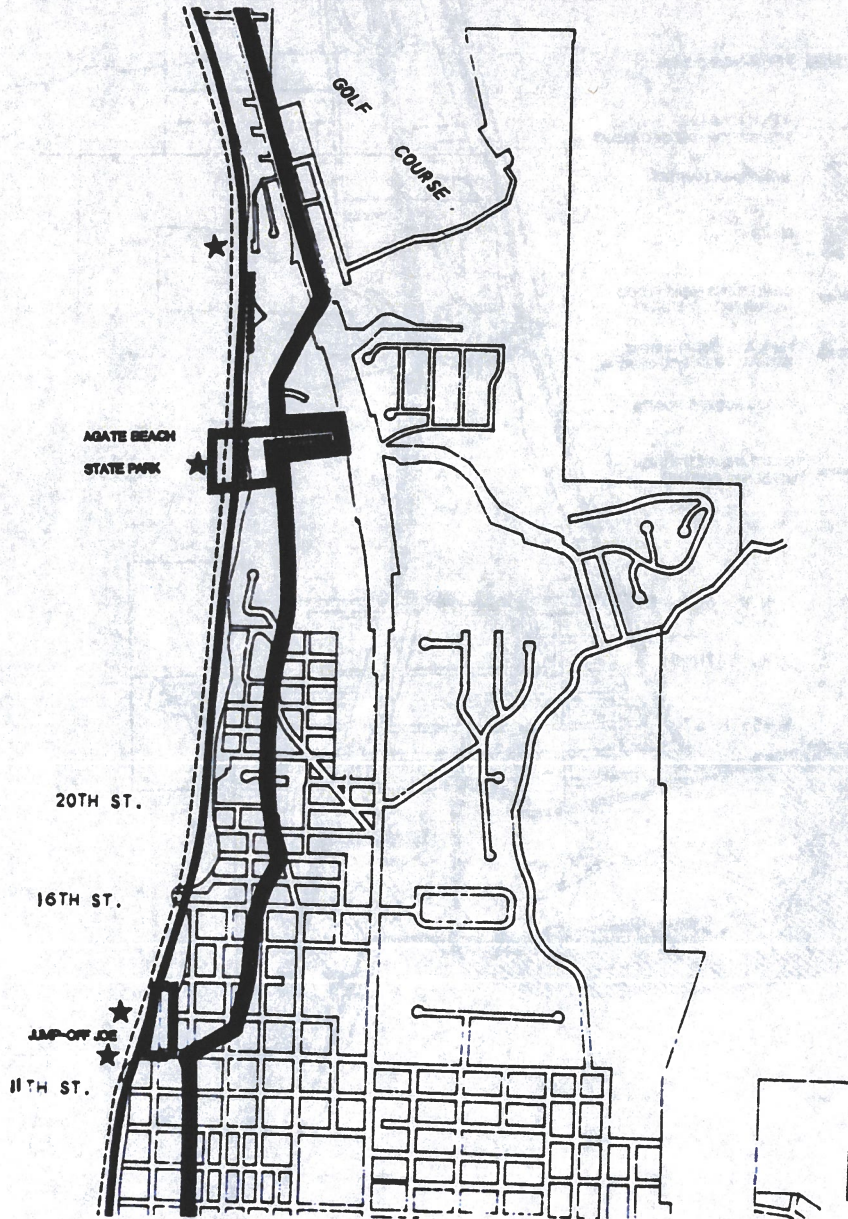 GOLF
COURSE
AGATE BEACH
STATE PARK
20TH ST.
16TH ST.
JUMP-OFF JOE
11TH ST.